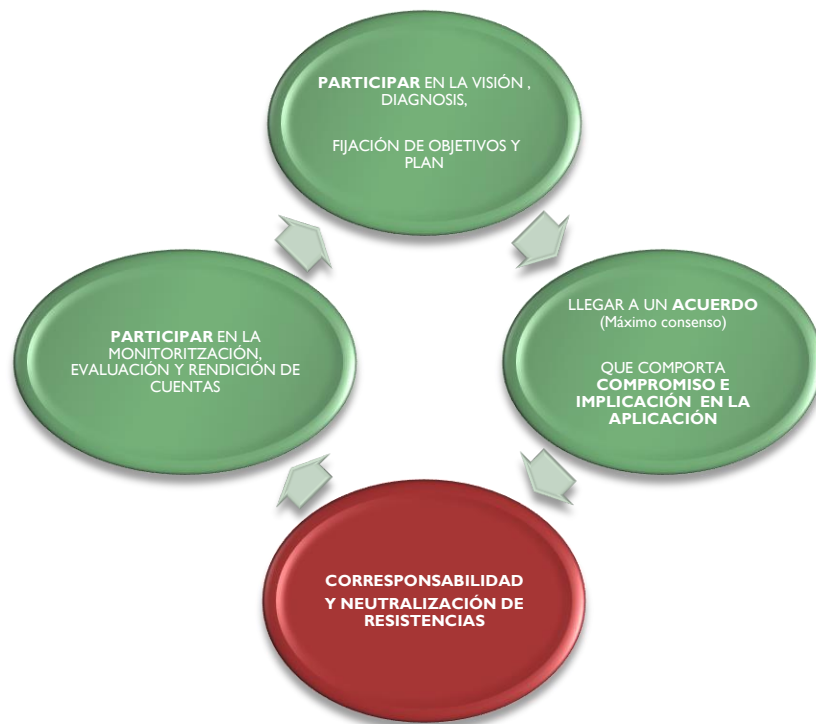 PARTICIPAR EN LA VISIÓN ,
DIAGNOSIS,
FIJACIÓN DE OBJETIVOS Y
PLAN
LLEGAR A UN ACUERDO
(Máximo consenso)
QUE COMPORTA
COMPROMISO E
IMPLICACIÓN EN LA
APLICACIÓN
CORRESPONSABILIDAD
Y NEUTRALIZACIÓN DE
RESISTENCIAS
PARTICIPAR EN LA
MONITORITZACIÓN,
EVALUACIÓN Y RENDICIÓN DE
CUENTAS